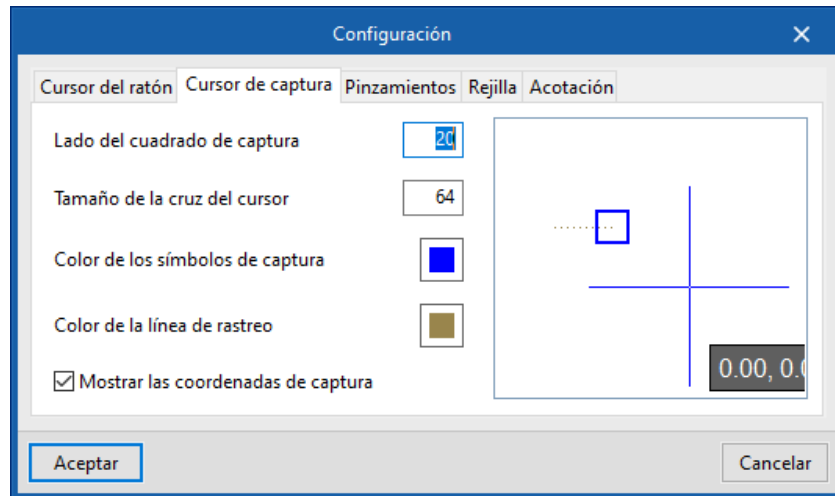 Configuración
Cursor del ratón Cursor de captura Pinzamientos Rejilla Acotación
Lado del cuadrado de captura 20
Tamaño de la cruz del cursor 64
Color de los símbolos de captura
Color de la línea de rastreo
Mostrar las coordenadas de captura
0.00, 0.0
Aceptar Cancelar